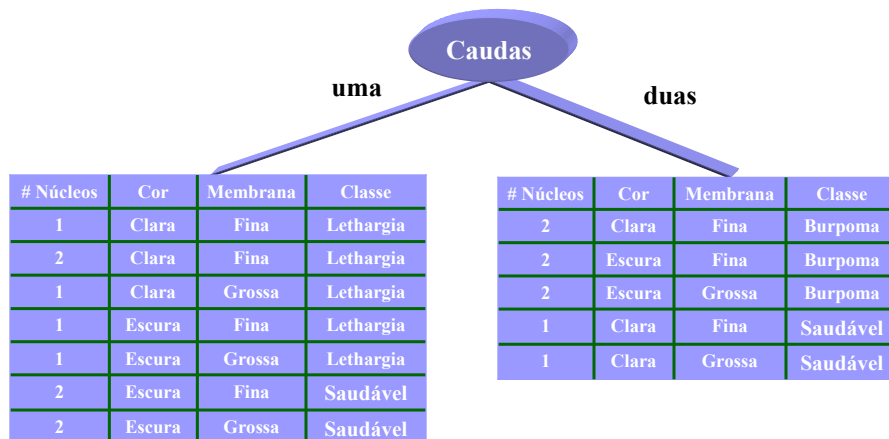 Caudas
uma
duas
# Núcleos Cor Membrana Classe
1 Clara Fina Lethargia
2 Clara Fina Lethargia
1 Clara Grossa Lethargia
1 Escura Fina Lethargia
1 Escura Grossa Lethargia
2 Escura Fina Saudável
2 Escura Grossa Saudável
# Núcleos Cor Membrana Classe
2 Clara Fina Burpoma
2 Escura Fina Burpoma
2 Escura Grossa Burpoma
1 Clara Fina Saudável
1 Clara Grossa Saudável